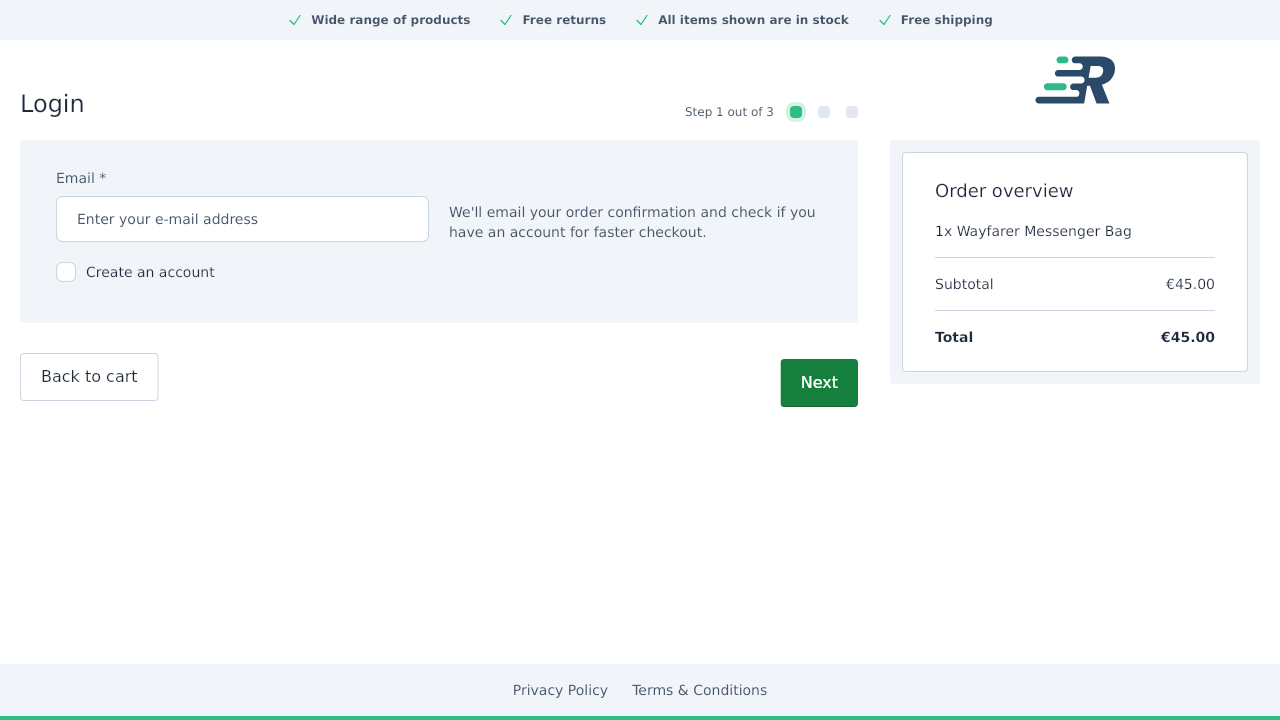 Wide range of products
Free returns
All items shown are in stock
Free shipping
Login
Step 1 out of 3
R
Email *
Enter your e-mail address
We'll email your order confirmation and check if you
have an account for faster checkout.
Create an account
Back to cart
Next
Order overview
1x Wayfarer Messenger Bag
Subtotal €45.00
Total €45.00
Privacy Policy
Terms & Conditions